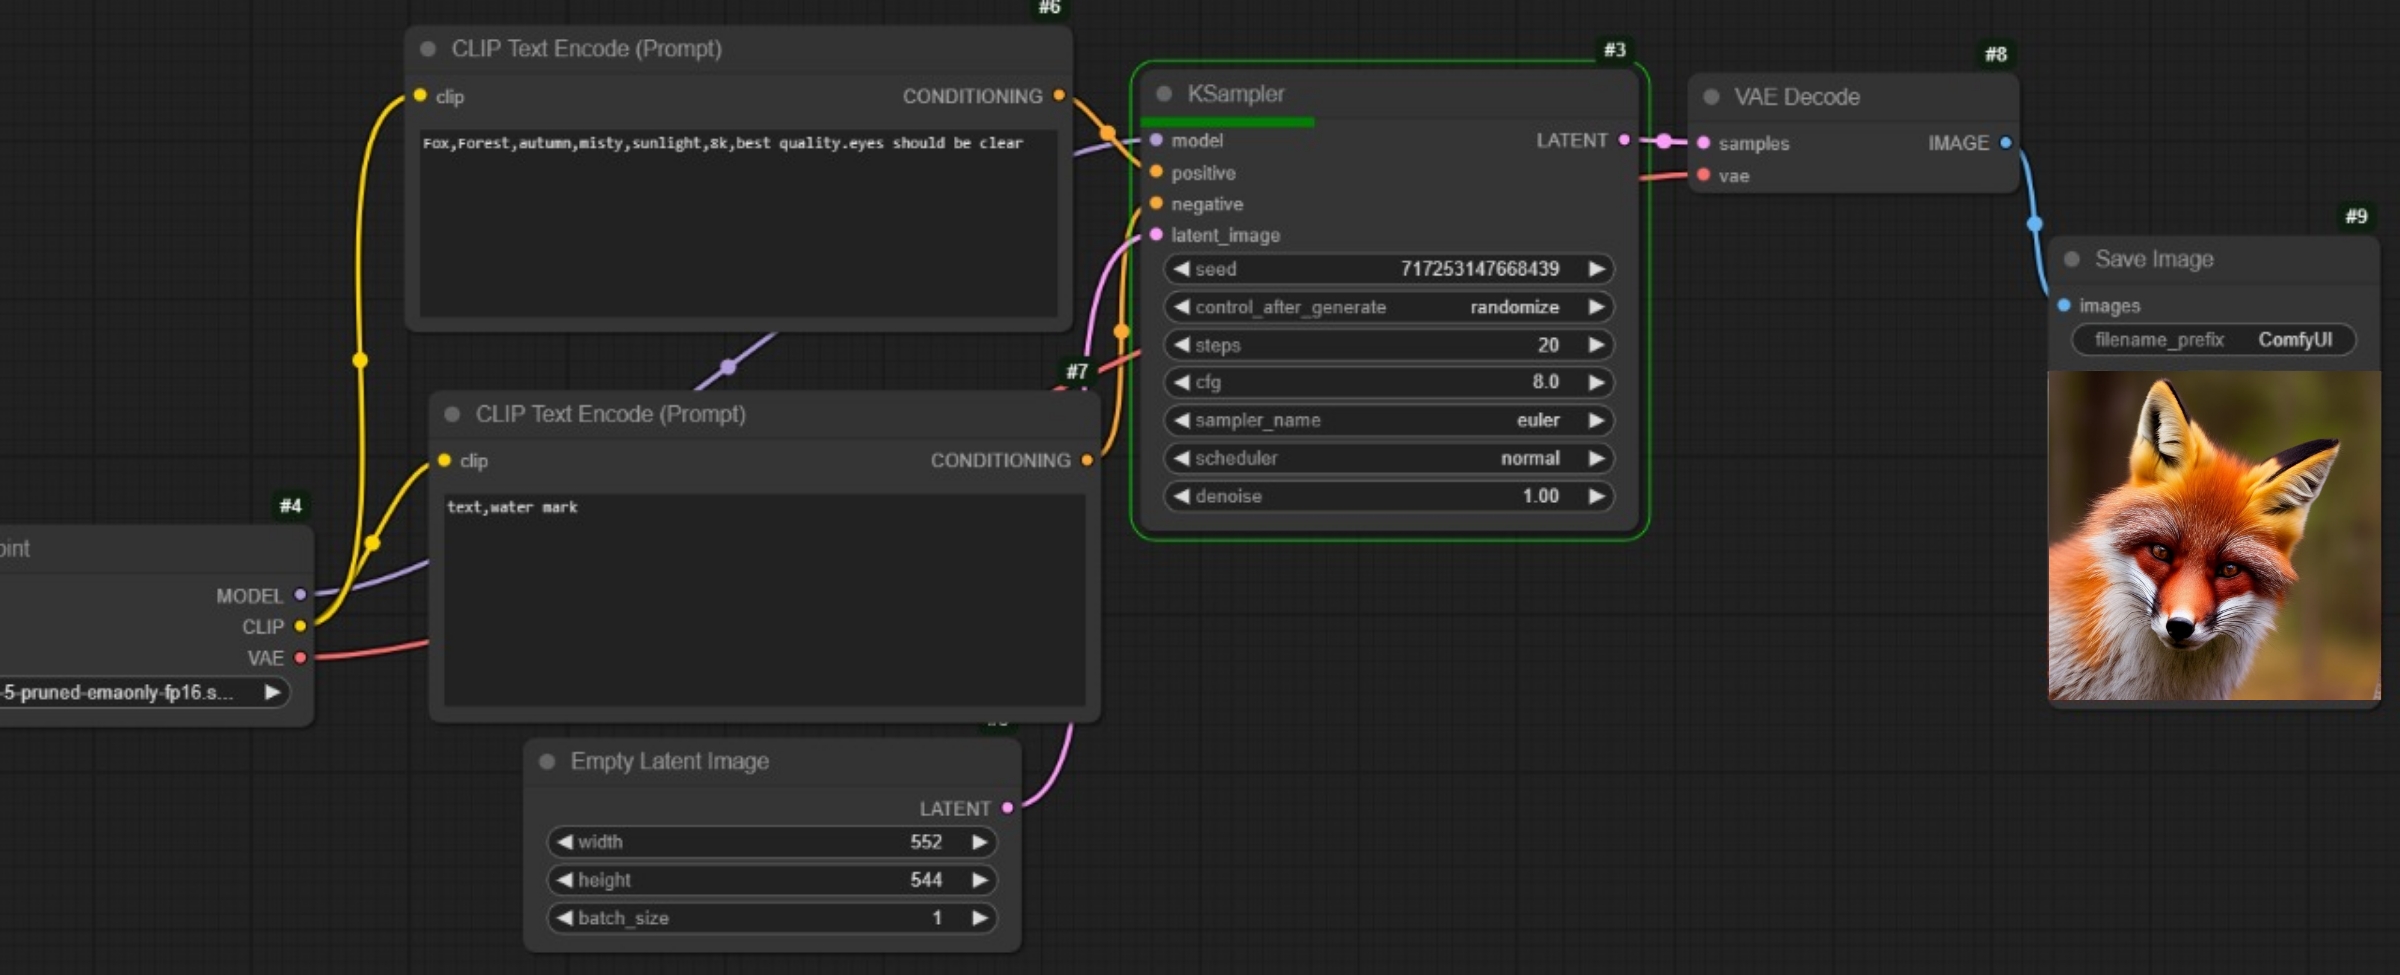 #6
CLIP Text Encode (Prompt)
clip
CONDITIONING
Fox,Forest,autumn,misty,sunlight,8k,best quality.eyes should be clear
#7
CLIP Text Encode (Prompt)
clip
CONDITIONING
text,water mark
#4
oint
MODEL
CLIP
VAE
-5-pruned-emaonly-fp16.s...
Empty Latent Image
LATENT
width 552
height 544
batch_size 1
#3
KSampler
model
LATENT
positive
negative
latent_image
seed 717253147668439
control_after_generate randomize
steps 20
cfg 8.0
sampler_name euler
scheduler normal
denoise 1.00
#8
VAE Decode
samples
IMAGE
vae
#9
Save Image
images
filename_prefix ComfyUI